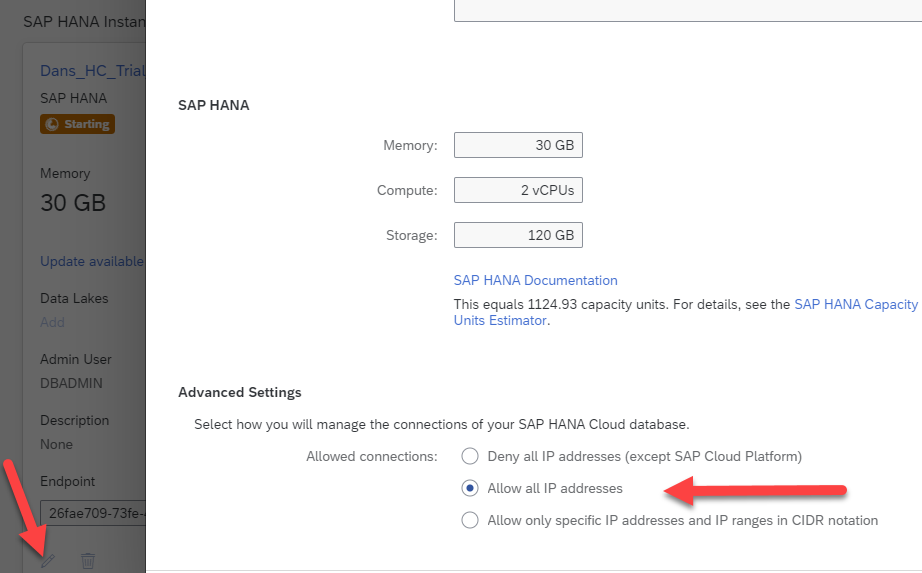 SAP HANA Instan
Dans_HC_Trial
SAP HANA
Starting
Memory
30 GB
Update available
Data Lakes
Add
Admin User
DBADMIN
Description
None
Endpoint
26fae709-73fe-
SAP HANA
Memory: 30 GB
Compute: 2 vCPUs
Storage: 120 GB
SAP HANA Documentation
This equals 1124.93 capacity units. For details, see the SAP HANA Capacity
Units Estimator.
Advanced Settings
Select how you will manage the connections of your SAP HANA Cloud database.
Allowed connections: Deny all IP addresses (except SAP Cloud Platform)
Allow all IP addresses
Allow only specific IP addresses and IP ranges in CIDR notation